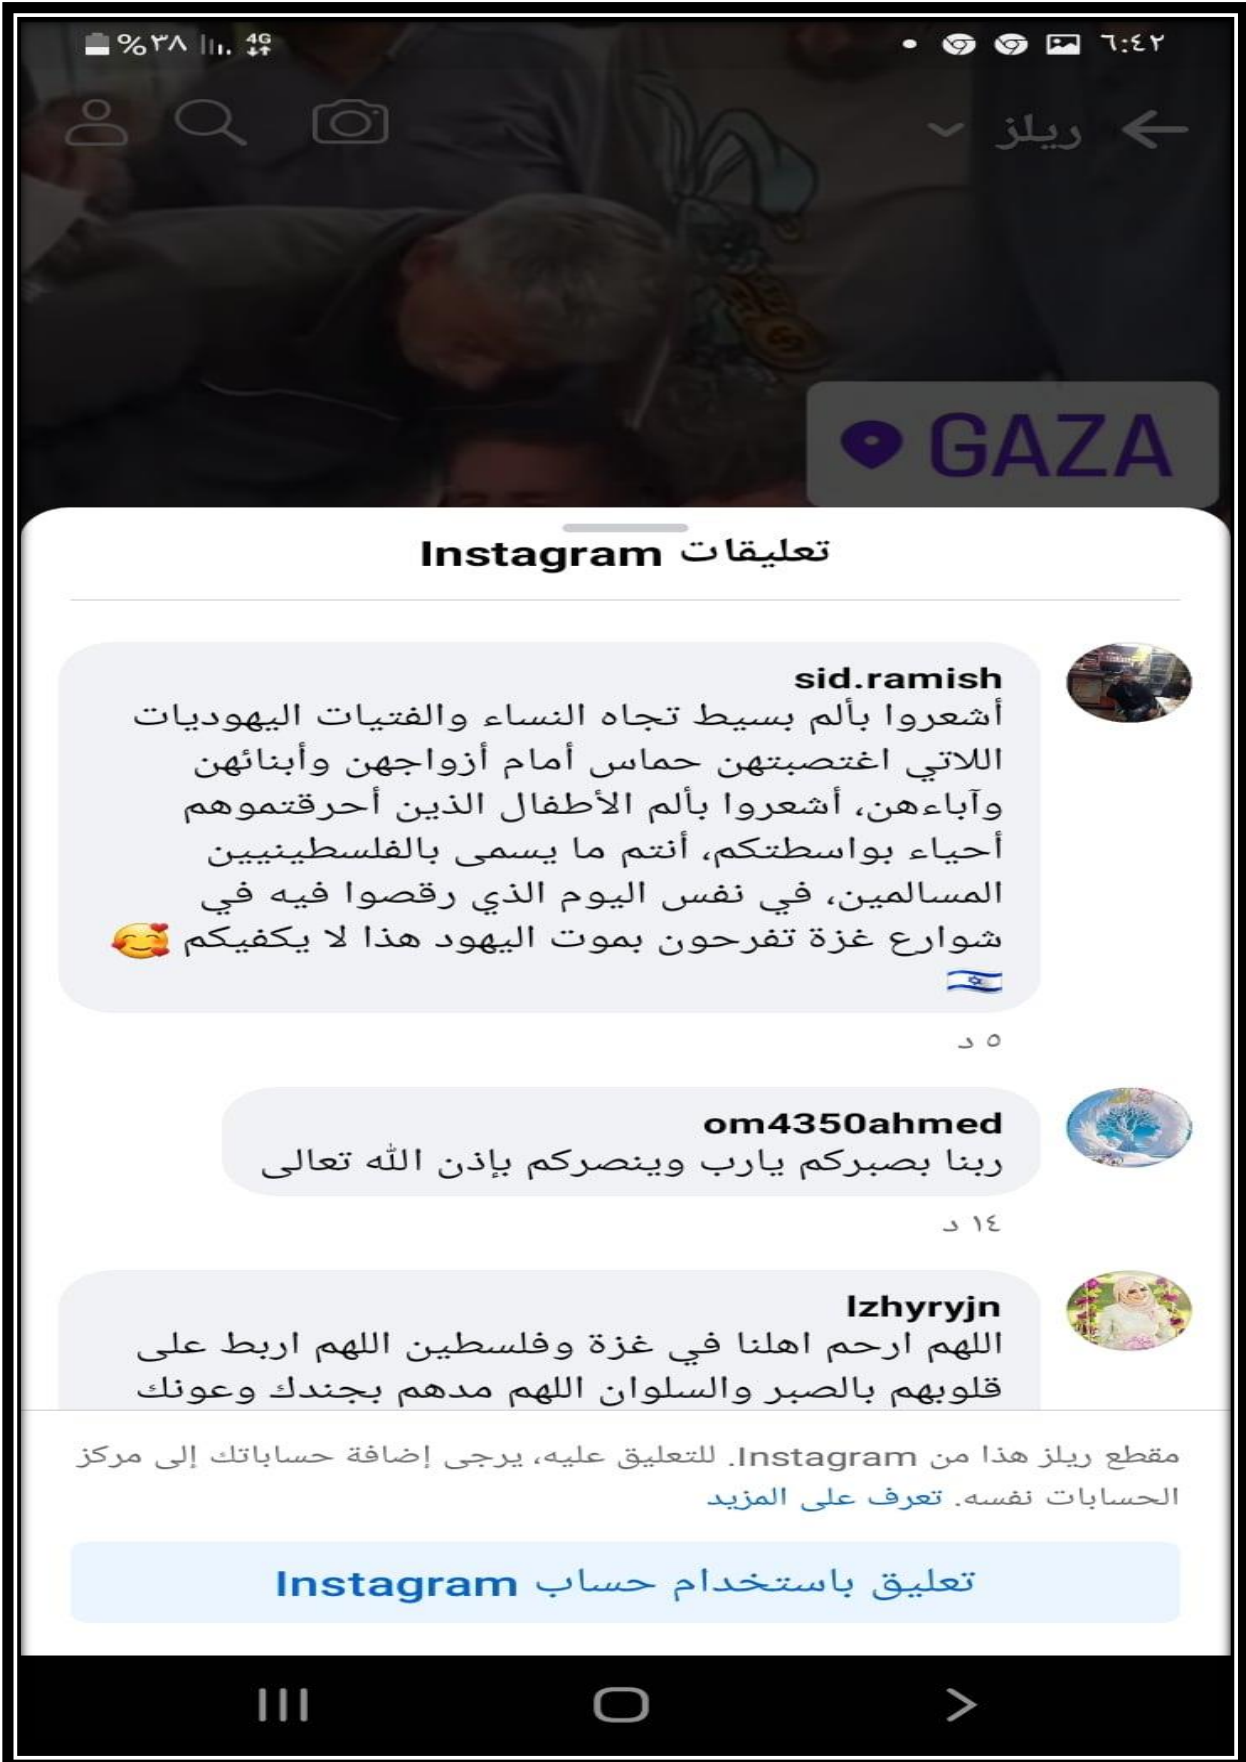 ٦:٤٢
%٣٨ 4G
ريلز
GAZA
تعليقات Instagram
sid.ramish
أشعروا بألم بسيط تجاه النساء والفتيات اليهوديات
اللاتي اغتصبتهن حماس أمام أزواجهن وأبنائهن
وآباءهن، أشعروا بألم الأطفال الذين أحرقتموهم
أحياء بواسطتكم، أنتم ما يسمى بالفلسطينيين
المسالمين، في نفس اليوم الذي رقصوا فيه في
شوارع غزة تفرحون بموت اليهود هذا لا يكفيكم 🥰
🇮🇱
٥ د
om4350ahmed
ربنا بصبركم يارب وينصركم بإذن الله تعالى
١٤ د
lzhyryjn
اللهم ارحم اهلنا في غزة وفلسطين اللهم اربط على
قلوبهم بالصبر والسلوان اللهم مدهم بجندك وعونك
مقطع ريلز هذا من Instagram. للتعليق عليه، يرجى إضافة حساباتك إلى مركز
الحسابات نفسه. تعرف على المزيد
تعليق باستخدام حساب Instagram